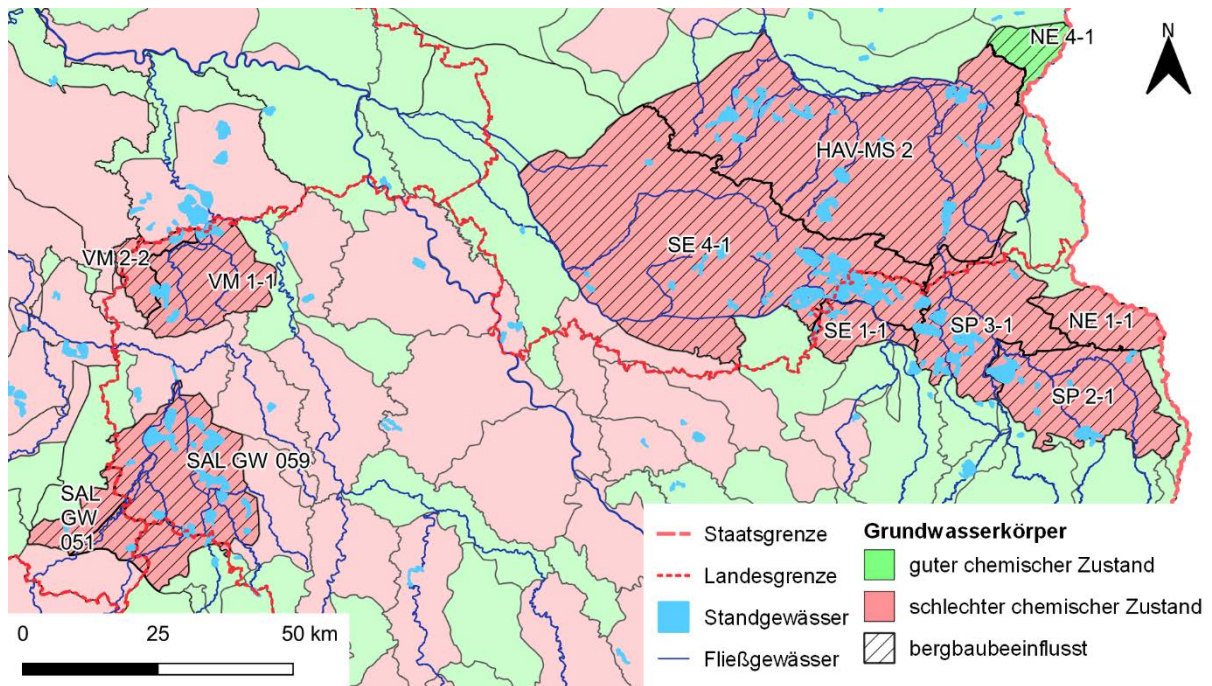 NE 4-1
N
HAV-MS 2
SE 4-1
VM 2-2
VM 1-1
SE 1-1
SP 3-1
NE 1-1
SP 2-1
SAL GW 059
SAL
GW
051
0 25 50 km
Staatsgrenze
Landesgrenze
Standgewässer
Fließgewässer
Grundwasserkörper
guter chemischer Zustand
schlechter chemischer Zustand
bergbaubeeinflusst